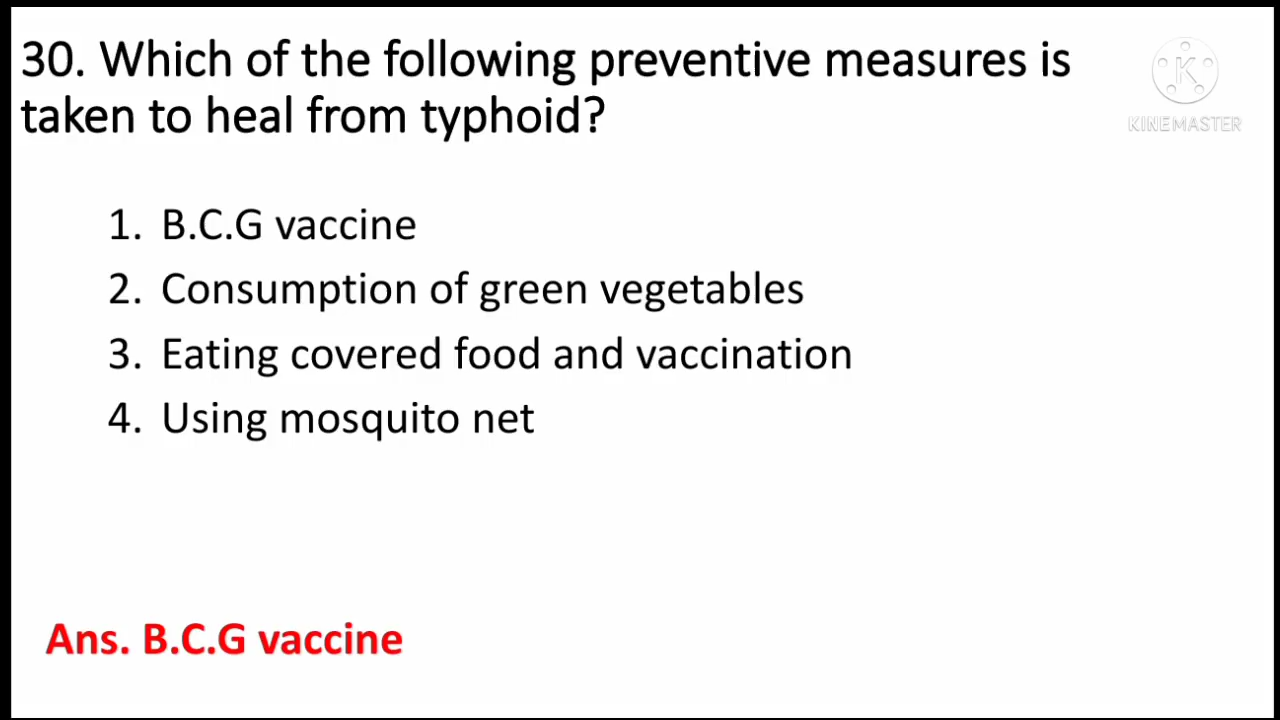 30. Which of the following preventive measures is
taken to heal from typhoid?
K
KINEMASTER
1. B.C.G vaccine
2. Consumption of green vegetables
3. Eating covered food and vaccination
4. Using mosquito net
Ans. B.C.G vaccine